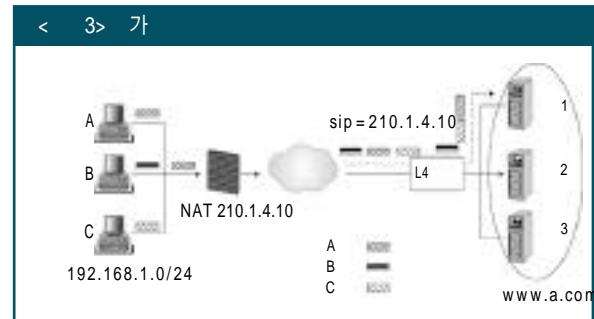 < 3> 가
A
B
C
192.168.1.0/24
NAT 210.1.4.10
sip = 210.1.4.10
L4
1
2
3
www.a.com
A
B
C